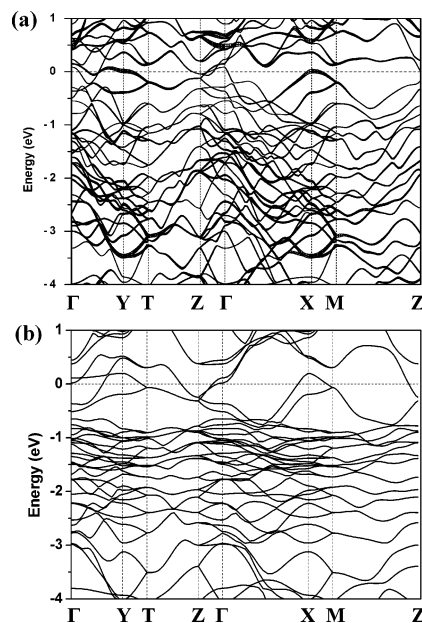 (a)
1
0
-1
-2
-3
-4
Energy (eV)
Γ Y T Z Γ X M Z
(b)
1
0
-1
-2
-3
-4
Energy (eV)
Γ Y T Z Γ X M Z